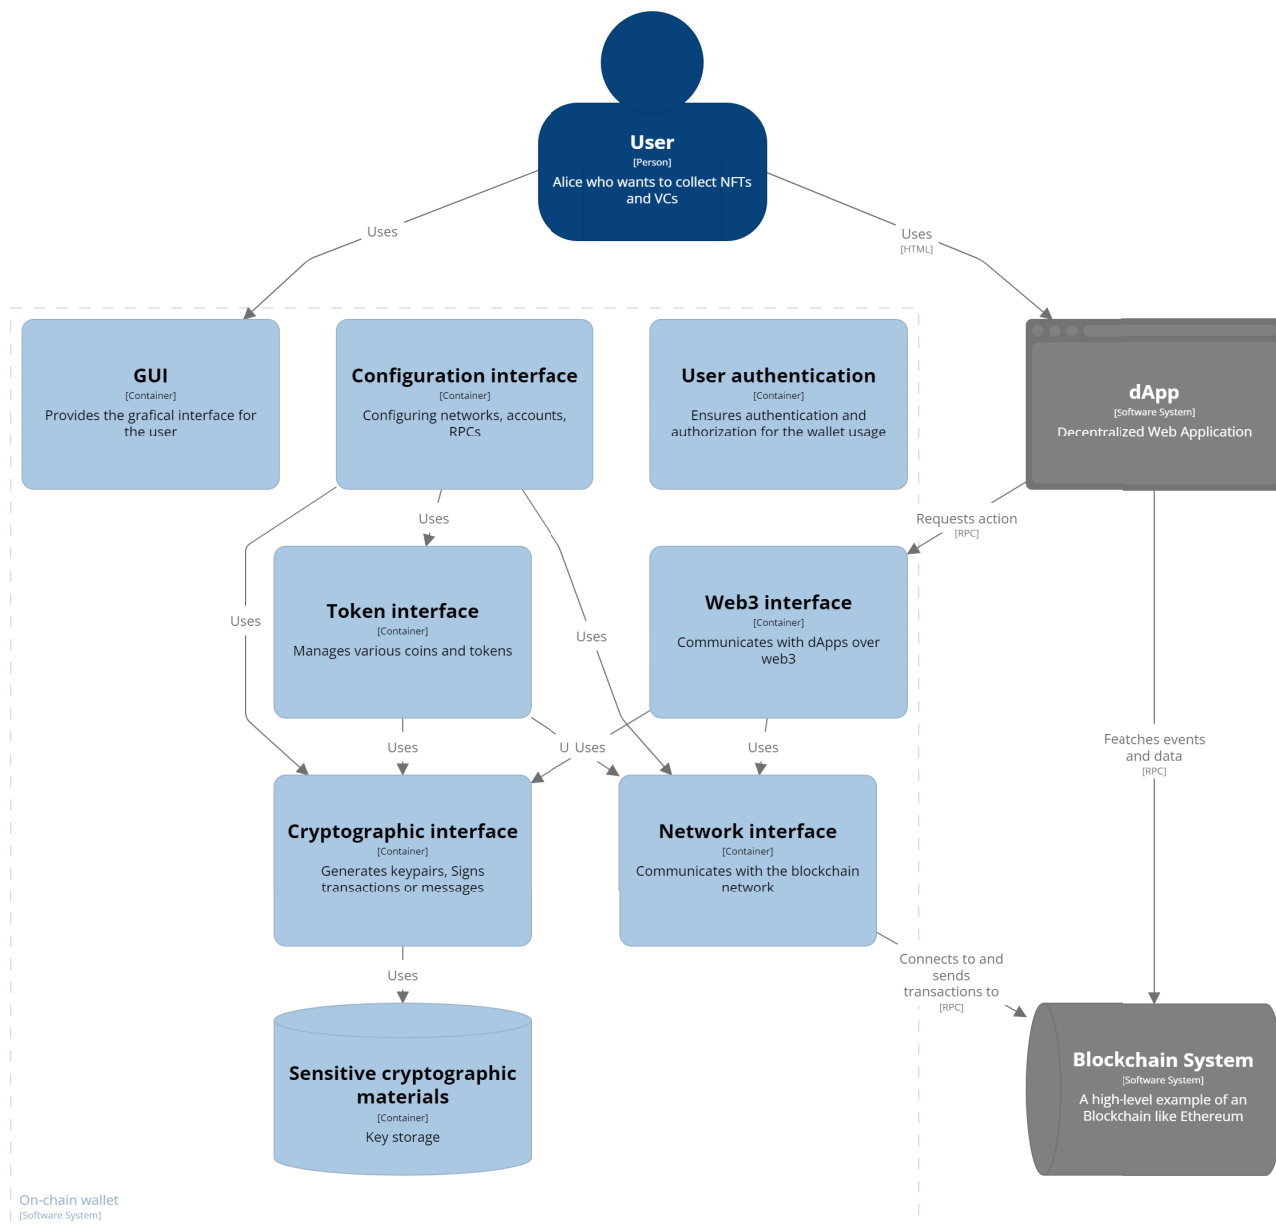 User
[Person]
Alice who wants to collect NFTs
and VCs
Uses
Uses
[HTML]
GUI
[Container]
Provides the grafical interface for
the user
Configuration interface
[Container]
Configuring networks, accounts,
RPCs
User authentication
[Container]
Ensures authentication and
authorization for the wallet usage
dApp
[Software System]
Decentralized Web Application
Uses
Requests action
[RPC]
Uses
Token interface
[Container]
Manages various coins and tokens
Uses
Web3 interface
[Container]
Communicates with dApps over
web3
Uses
U
Uses
Uses
Featches events
and data
[RPC]
Cryptographic interface
[Container]
Generates keypairs, Signs
transactions or messages
Network interface
[Container]
Communicates with the blockchain
network
Uses
Connects to and
sends
transactions to
[RPC]
Sensitive cryptographic
materials
[Container]
Key storage
Blockchain System
[Software System]
A high-level example of an
Blockchain like Ethereum
On-chain wallet
[Software System]